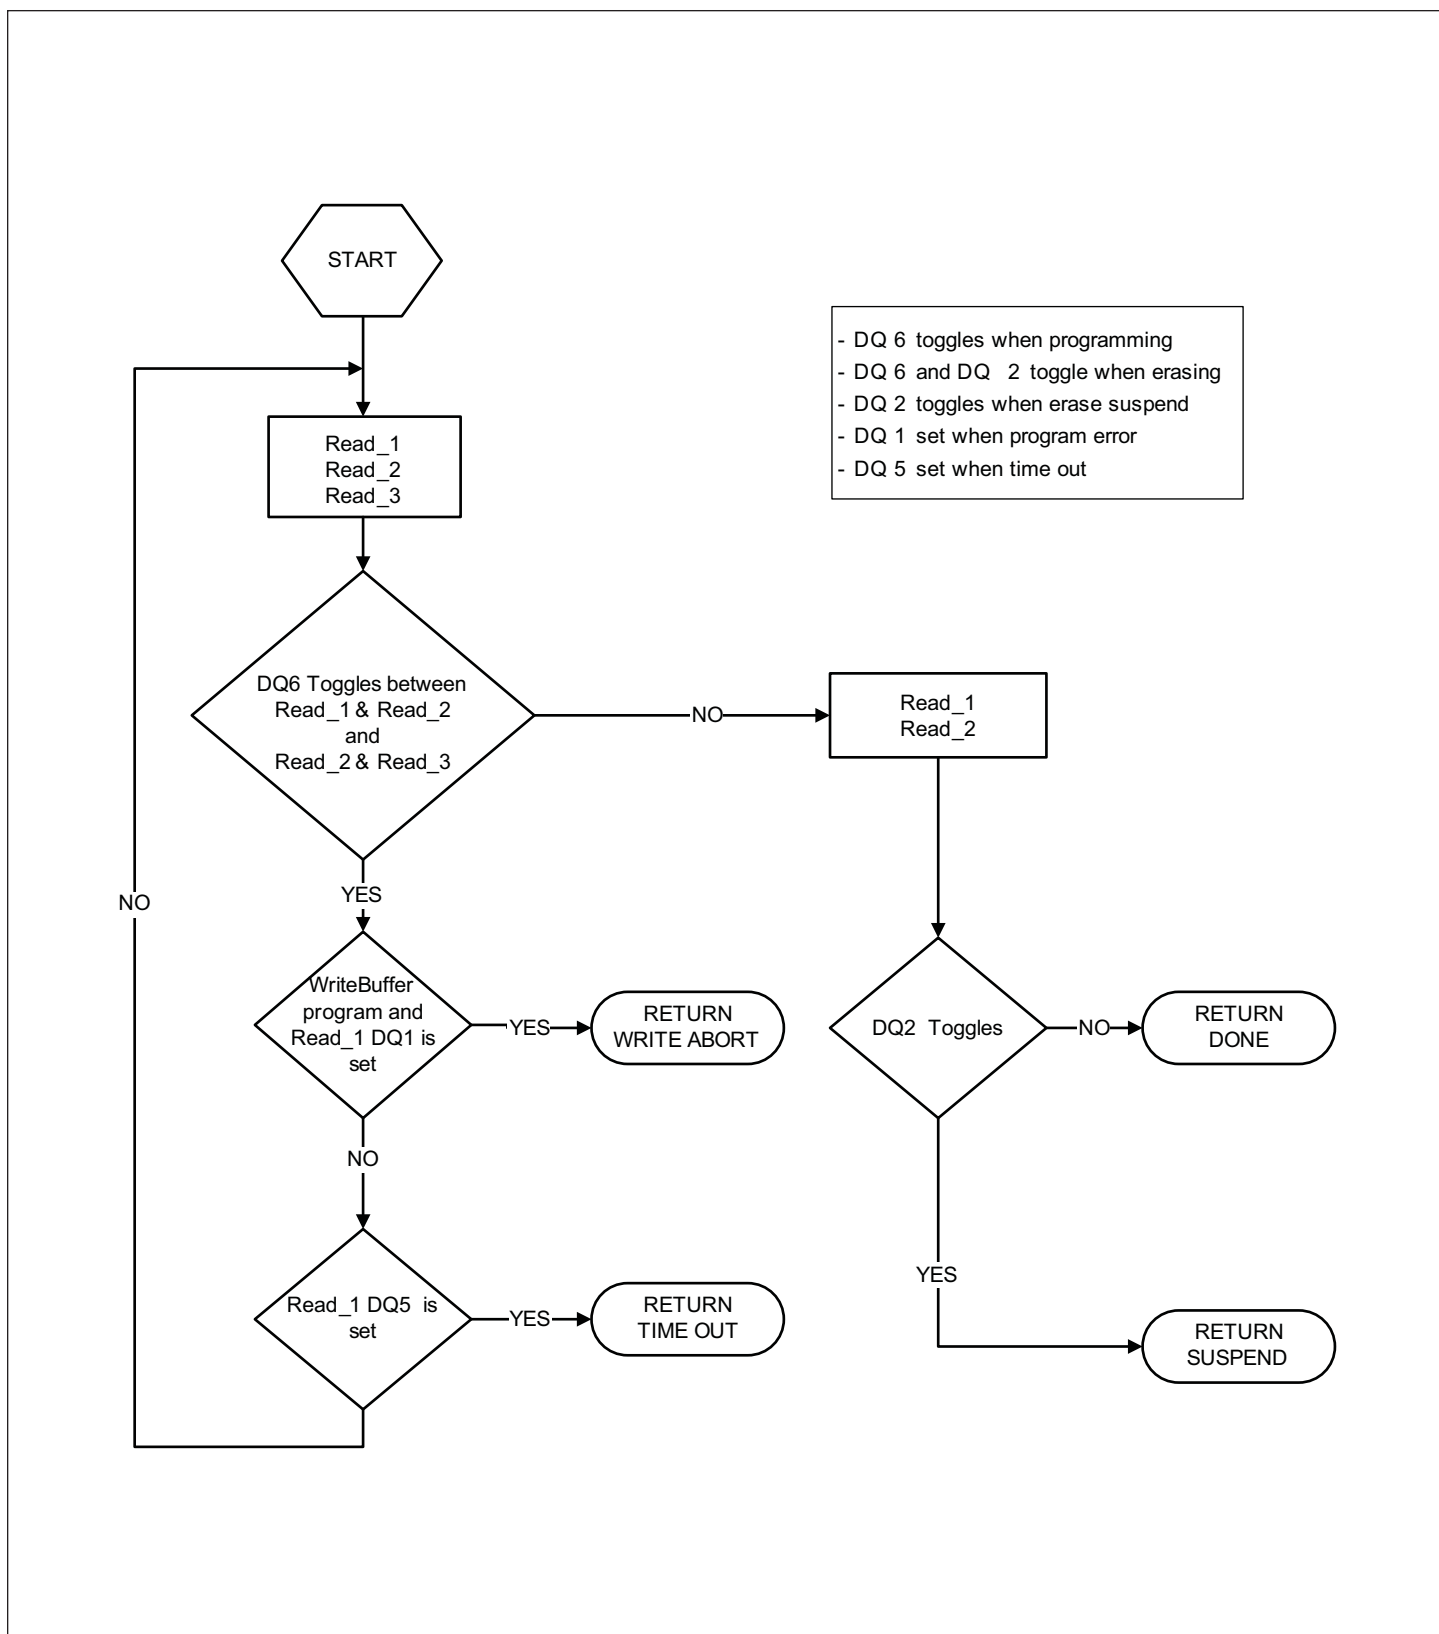 START
- DQ 6 toggles when programming
- DQ 6 and DQ 2 toggle when erasing
- DQ 2 toggles when erase suspend
- DQ 1 set when program error
- DQ 5 set when time out
Read_1
Read_2
Read_3
DQ6 Toggles between
Read_1 & Read_2
and
Read_2 & Read_3
NO
Read_1
Read_2
YES
NO
WriteBuffer
program and
Read_1 DQ1 is
set
YES
RETURN
WRITE ABORT
DQ2 Toggles
NO
RETURN
DONE
NO
YES
Read_1 DQ5 is
set
YES
RETURN
TIME OUT
RETURN
SUSPEND